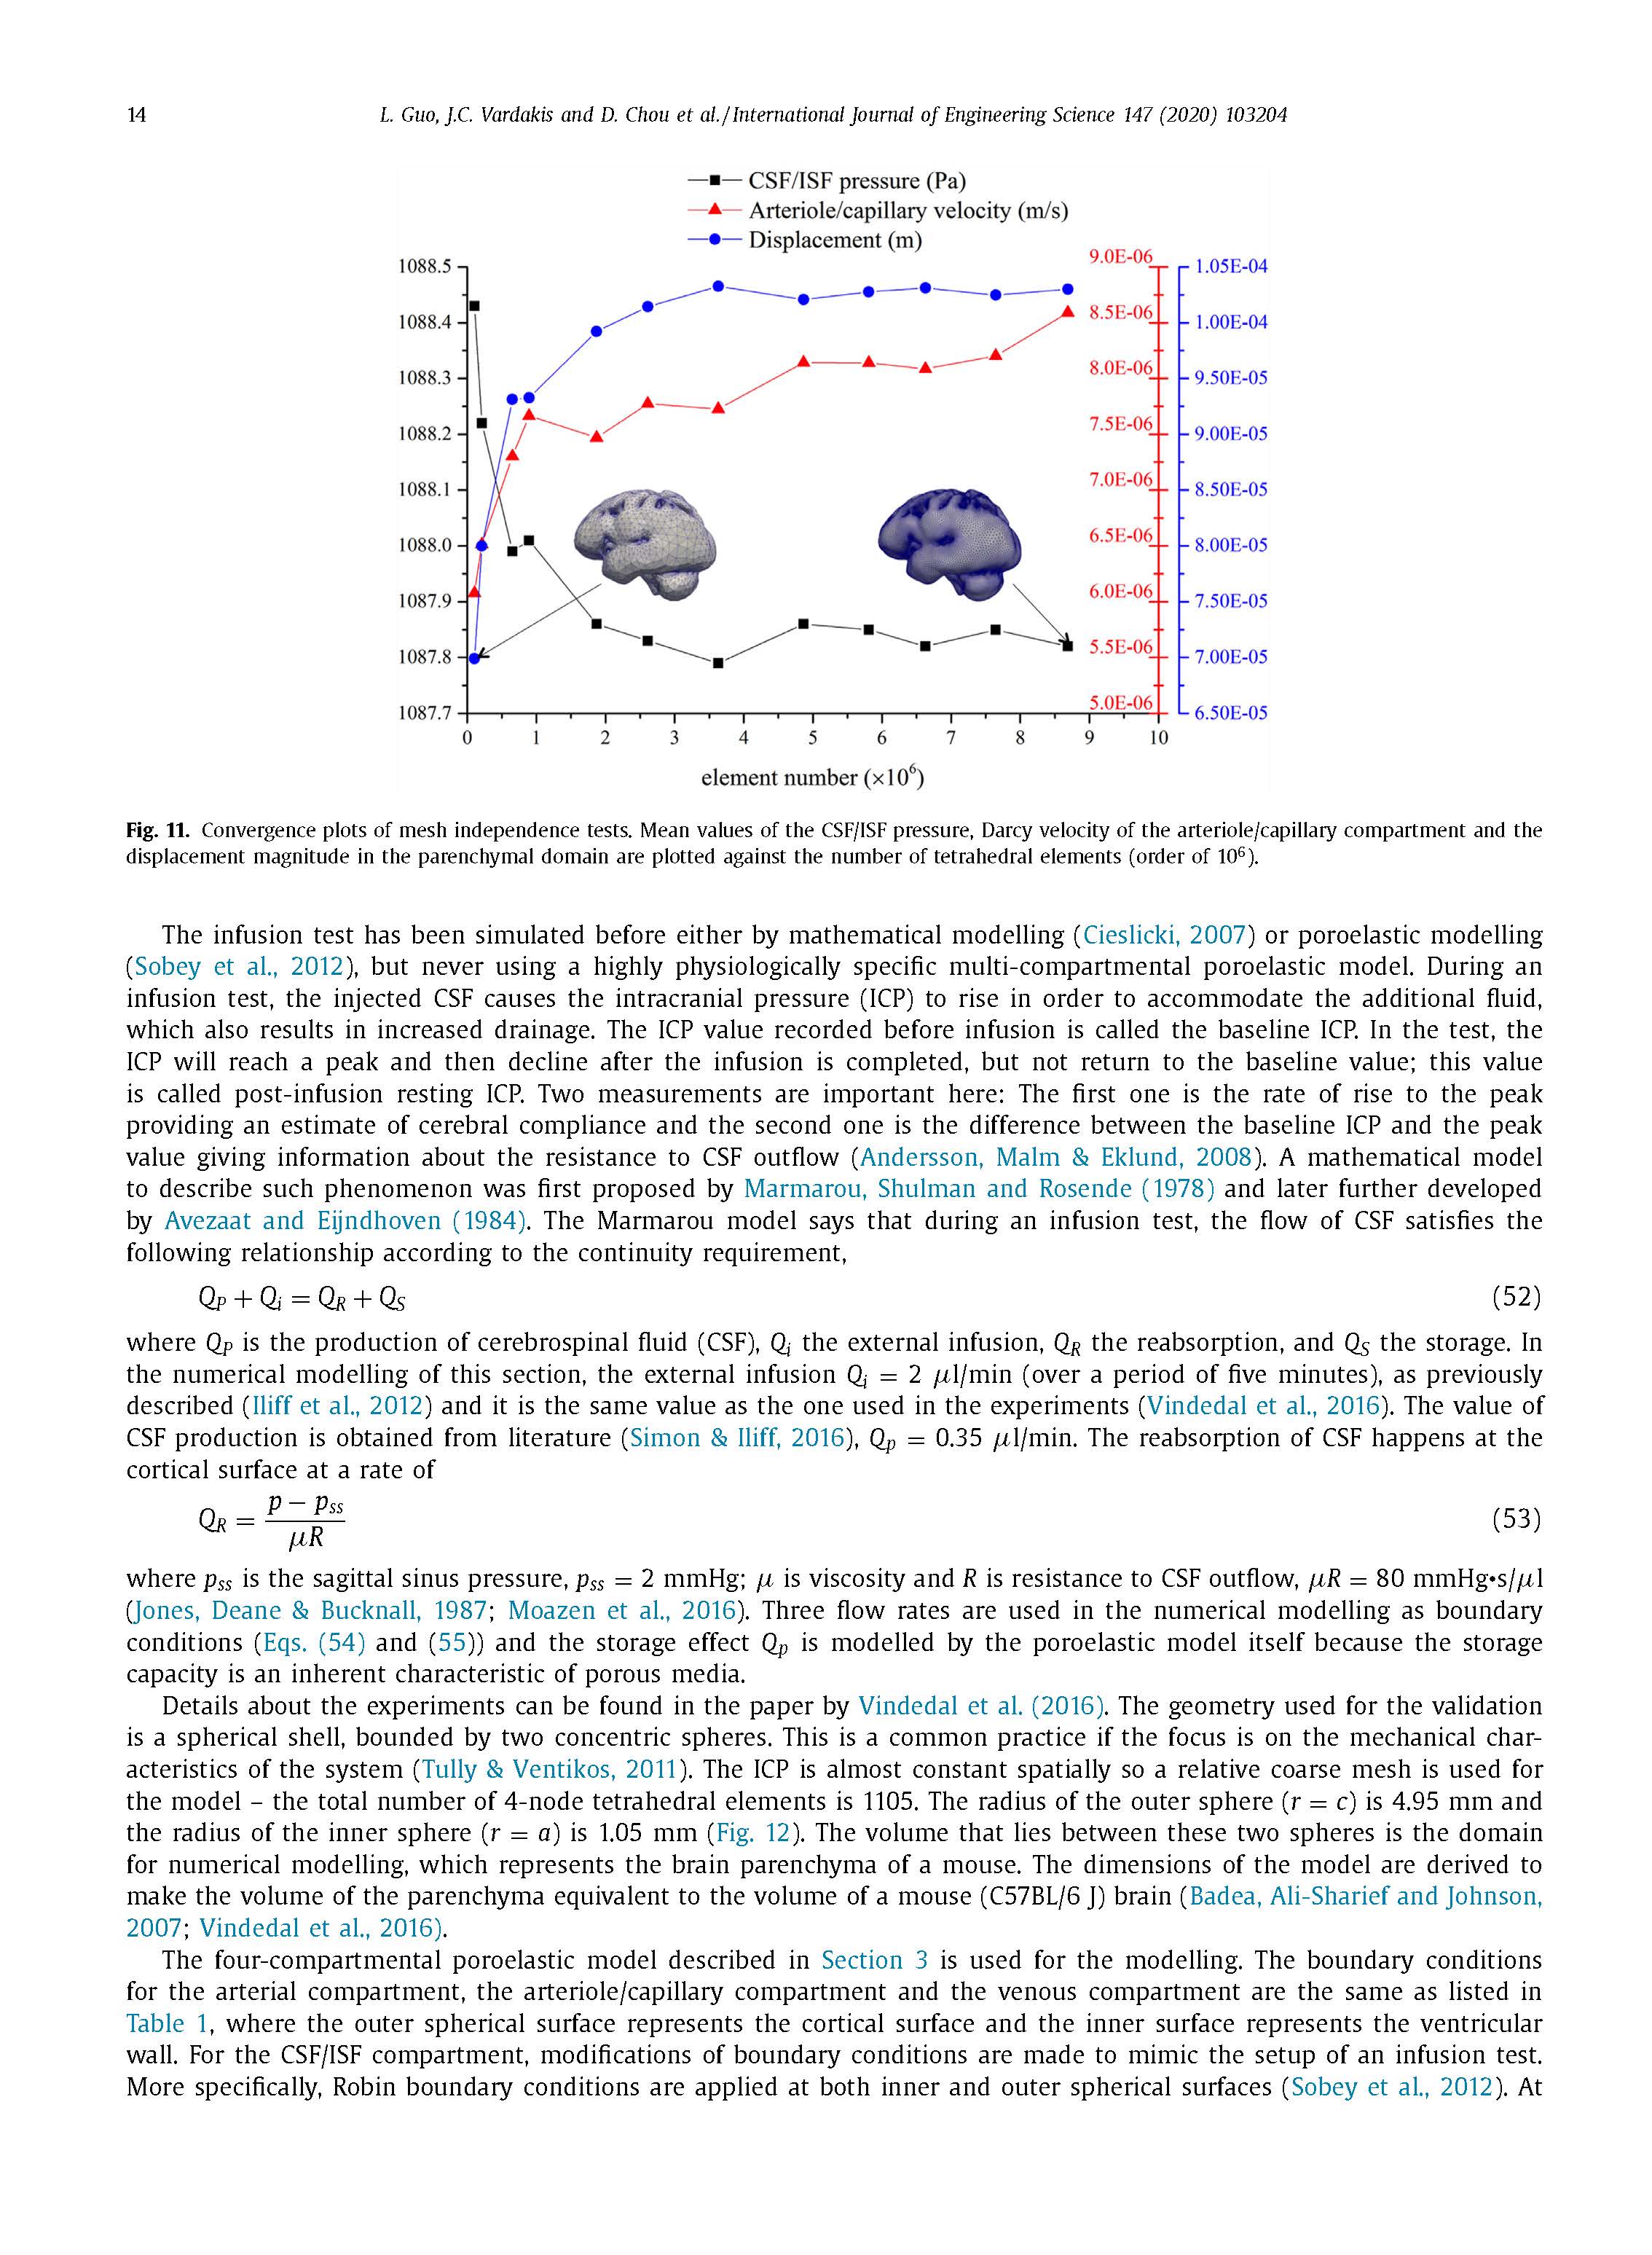 14
L. Guo, J.C. Vardakis and D. Chou et al. / International Journal of Engineering Science 147 (2020) 103204
CSF/ISF pressure (Pa)
Arteriole/capillary velocity (m/s)
Displacement (m)
1088.5
1088.4
1088.3
1088.2
1088.1
1088.0
1087.9
1087.8
1087.7
9.0E-06
8.5E-06
8.0E-06
7.5E-06
7.0E-06
6.5E-06
6.0E-06
5.5E-06
5.0E-06
1.05E-04
1.00E-04
9.50E-05
9.00E-05
8.50E-05
8.00E-05
7.50E-05
7.00E-05
6.50E-05
0 1 2 3 4 5 6 7 8 9 10
element number (×10⁶)
Fig. 11. Convergence plots of mesh independence tests. Mean values of the CSF/ISF pressure, Darcy velocity of the arteriole/capillary compartment and the
displacement magnitude in the parenchymal domain are plotted against the number of tetrahedral elements (order of 10⁶).
The infusion test has been simulated before either by mathematical modelling (Cieslicki, 2007) or poroelastic modelling
(Sobey et al., 2012), but never using a highly physiologically specific multi-compartmental poroelastic model. During an
infusion test, the injected CSF causes the intracranial pressure (ICP) to rise in order to accommodate the additional fluid,
which also results in increased drainage. The ICP value recorded before infusion is called the baseline ICP. In the test, the
ICP will reach a peak and then decline after the infusion is completed, but not return to the baseline value; this value
is called post-infusion resting ICP. Two measurements are important here: The first one is the rate of rise to the peak
providing an estimate of cerebral compliance and the second one is the difference between the baseline ICP and the peak
value giving information about the resistance to CSF outflow (Andersson, Malm & Eklund, 2008). A mathematical model
to describe such phenomenon was first proposed by Marmarou, Shulman and Rosende (1978) and later further developed
by Avezaat and Eijndhoven (1984). The Marmarou model says that during an infusion test, the flow of CSF satisfies the
following relationship according to the continuity requirement,
Q_P + Q_i = Q_R + Q_S (52)
where Q_P is the production of cerebrospinal fluid (CSF), Q_i the external infusion, Q_R the reabsorption, and Q_S the storage. In
the numerical modelling of this section, the external infusion Q_i = 2 μl/min (over a period of five minutes), as previously
described (Iliff et al., 2012) and it is the same value as the one used in the experiments (Vindedal et al., 2016). The value of
CSF production is obtained from literature (Simon & Iliff, 2016), Q_p = 0.35 μl/min. The reabsorption of CSF happens at the
cortical surface at a rate of
Q_R = (p − p_ss) / μR (53)
where p_ss is the sagittal sinus pressure, p_ss = 2 mmHg; μ is viscosity and R is resistance to CSF outflow, μR = 80 mmHg•s/μl
(Jones, Deane & Bucknall, 1987; Moazen et al., 2016). Three flow rates are used in the numerical modelling as boundary
conditions (Eqs. (54) and (55)) and the storage effect Q_p is modelled by the poroelastic model itself because the storage
capacity is an inherent characteristic of porous media.
Details about the experiments can be found in the paper by Vindedal et al. (2016). The geometry used for the validation
is a spherical shell, bounded by two concentric spheres. This is a common practice if the focus is on the mechanical char-
acteristics of the system (Tully & Ventikos, 2011). The ICP is almost constant spatially so a relative coarse mesh is used for
the model – the total number of 4-node tetrahedral elements is 1105. The radius of the outer sphere (r = c) is 4.95 mm and
the radius of the inner sphere (r = a) is 1.05 mm (Fig. 12). The volume that lies between these two spheres is the domain
for numerical modelling, which represents the brain parenchyma of a mouse. The dimensions of the model are derived to
make the volume of the parenchyma equivalent to the volume of a mouse (C57BL/6 J) brain (Badea, Ali-Sharief and Johnson,
2007; Vindedal et al., 2016).
The four-compartmental poroelastic model described in Section 3 is used for the modelling. The boundary conditions
for the arterial compartment, the arteriole/capillary compartment and the venous compartment are the same as listed in
Table 1, where the outer spherical surface represents the cortical surface and the inner surface represents the ventricular
wall. For the CSF/ISF compartment, modifications of boundary conditions are made to mimic the setup of an infusion test.
More specifically, Robin boundary conditions are applied at both inner and outer spherical surfaces (Sobey et al., 2012). At